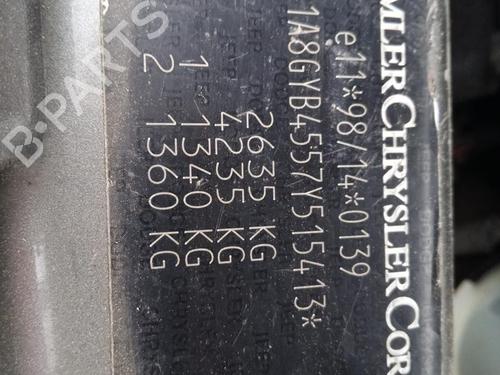 MLERCHRYSLER COR
e11*98/14*0139
1A8GYB4557Y515413*
2635 KG
4235 KG
1 1340 KG
2 1360 KG
B-PARTS